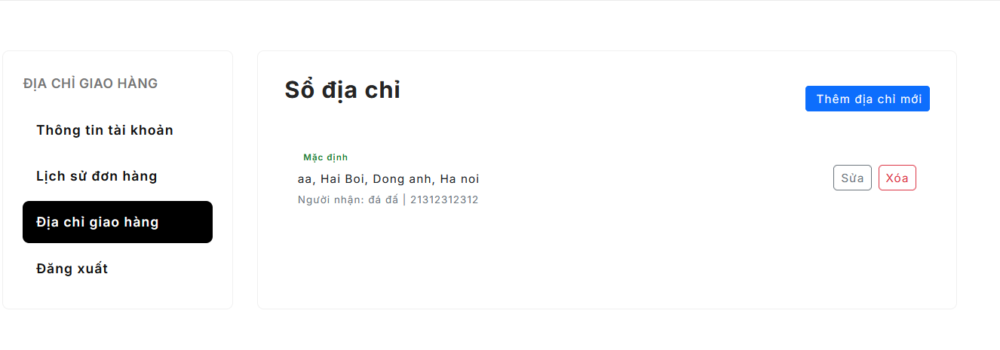 ĐỊA CHỈ GIAO HÀNG
Thông tin tài khoản
Lịch sử đơn hàng
Địa chỉ giao hàng
Đăng xuất
Sổ địa chỉ
Thêm địa chỉ mới
Mặc định
aa, Hai Boi, Dong anh, Ha noi
Người nhận: đá đấ | 21312312312
Sửa
Xóa